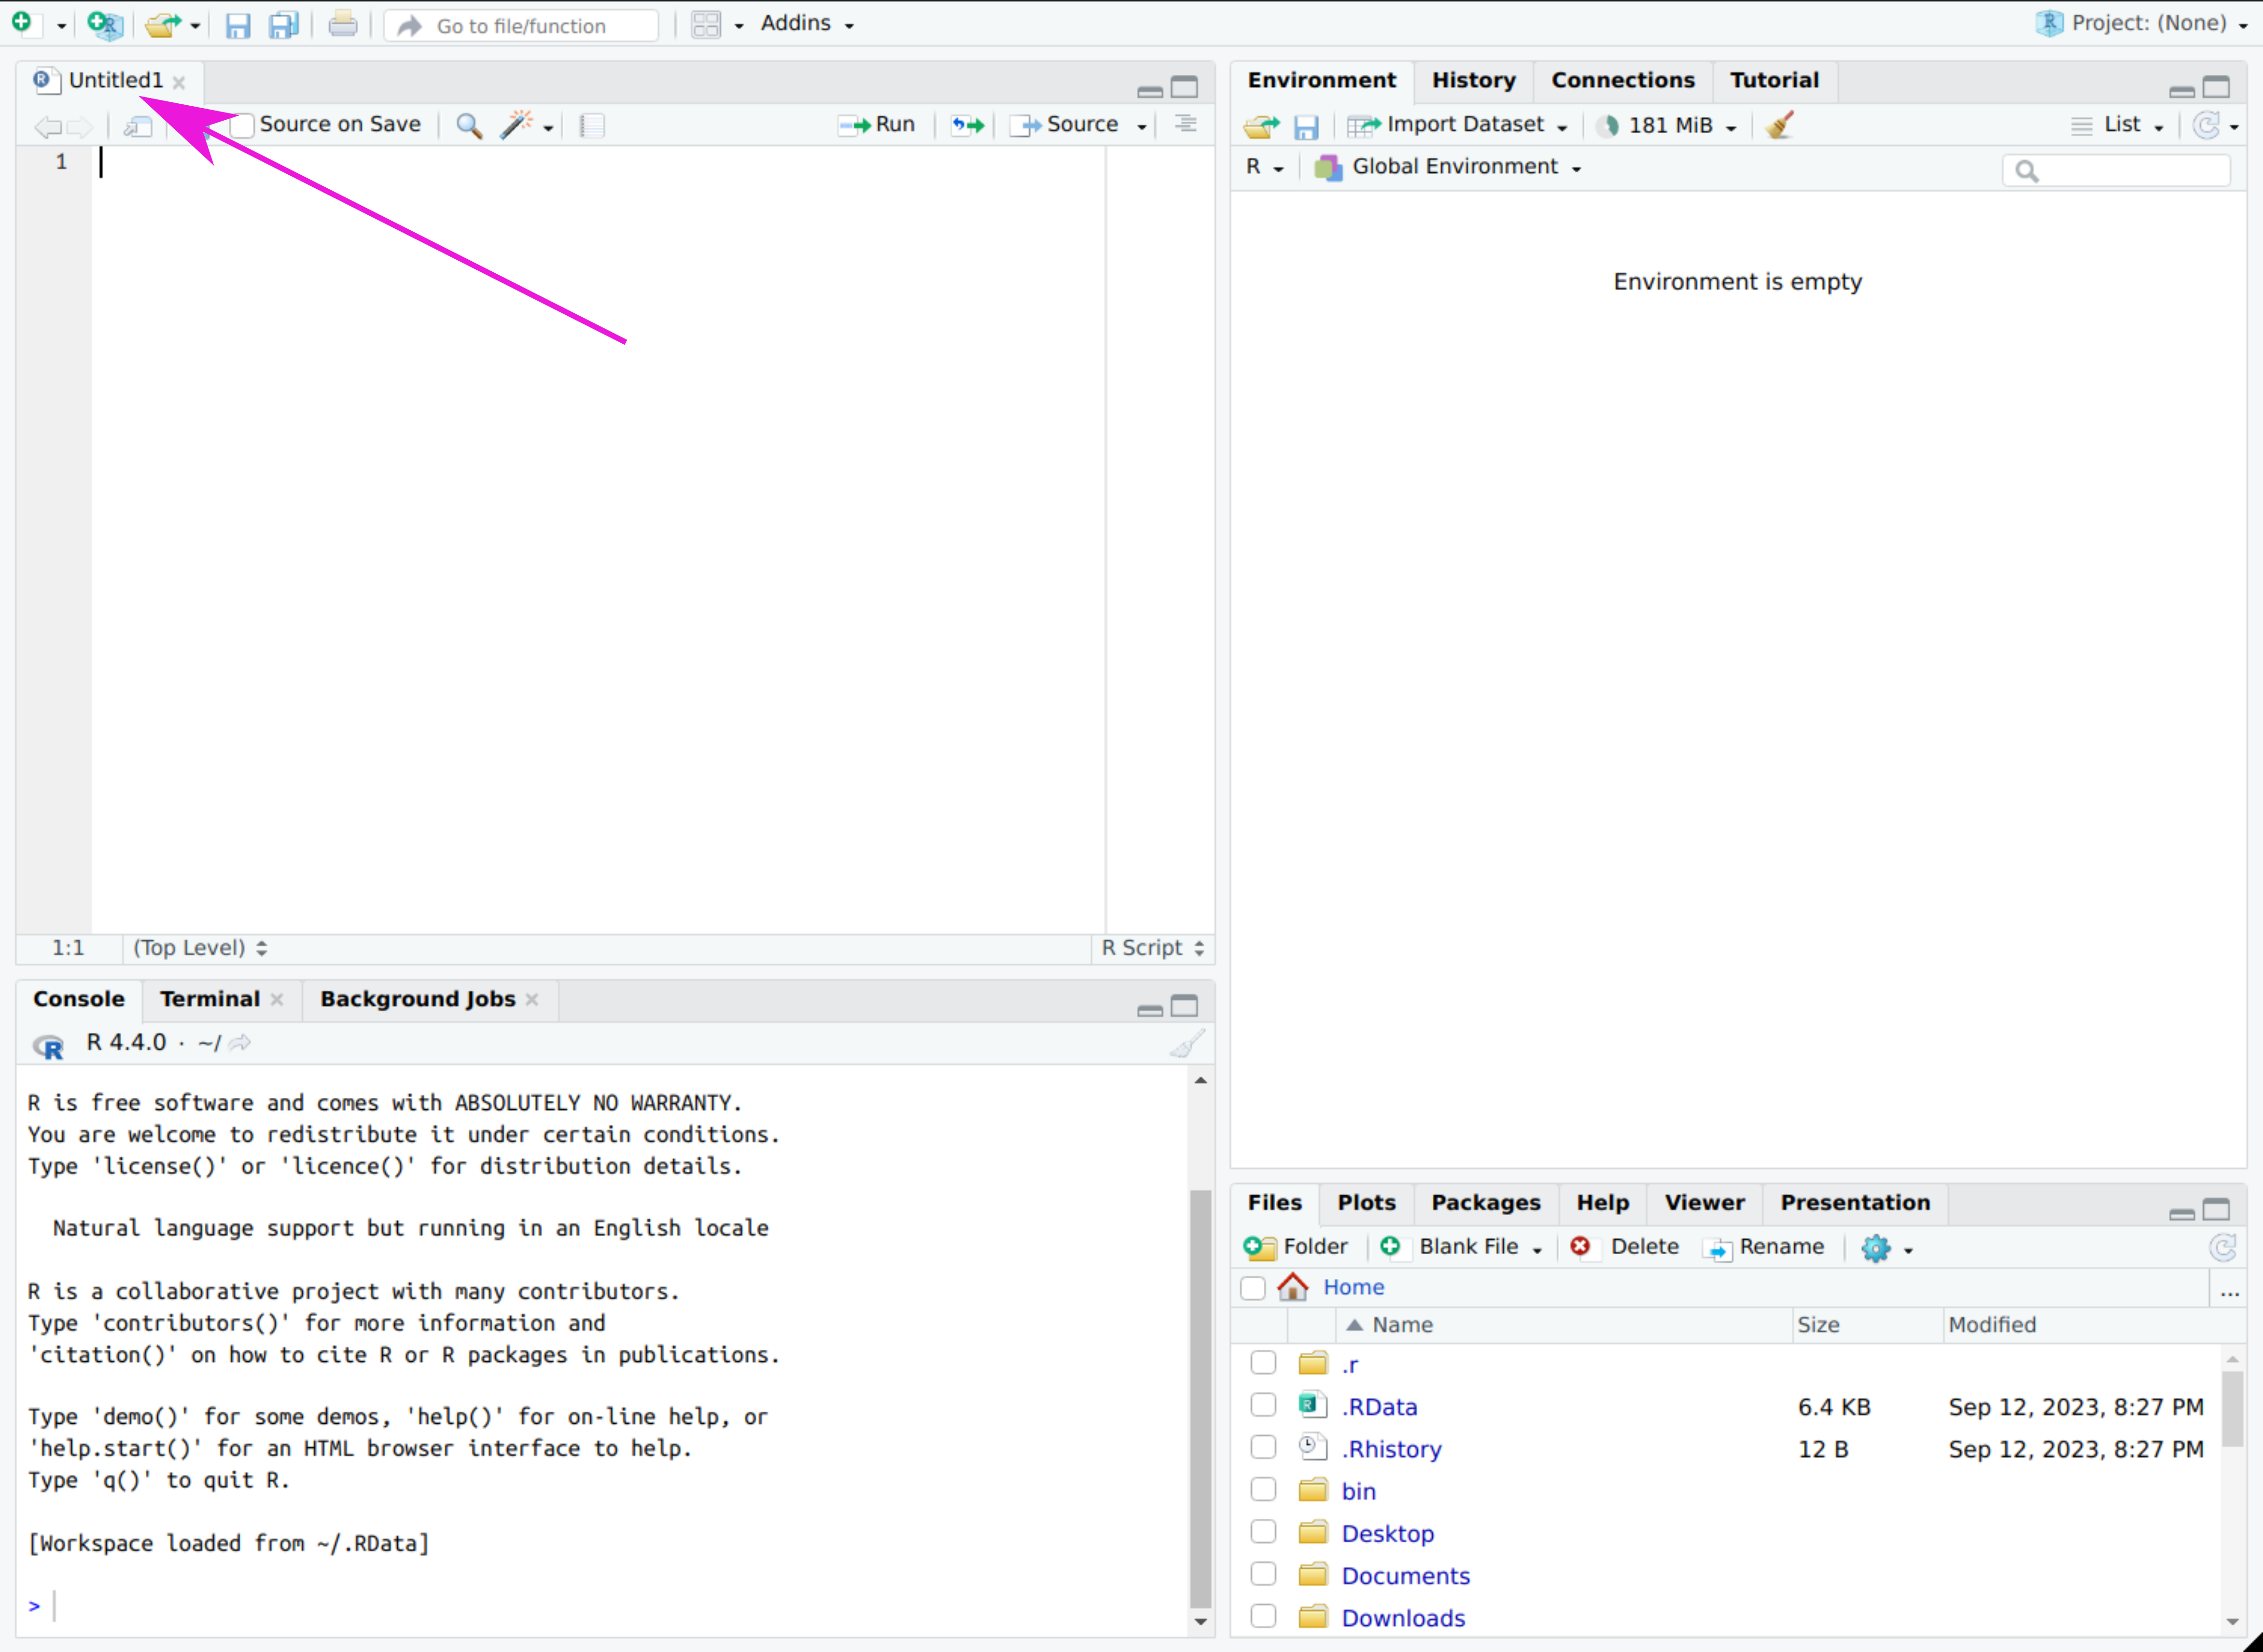 Go to file/function Addins Project: (None)
Untitled1
Source on Save Run Source
1
1:1 (Top Level) R Script
Console Terminal Background Jobs
R 4.4.0 · ~/
R is free software and comes with ABSOLUTELY NO WARRANTY.
You are welcome to redistribute it under certain conditions.
Type 'license()' or 'licence()' for distribution details.
Natural language support but running in an English locale
R is a collaborative project with many contributors.
Type 'contributors()' for more information and
'citation()' on how to cite R or R packages in publications.
Type 'demo()' for some demos, 'help()' for on-line help, or
'help.start()' for an HTML browser interface to help.
Type 'q()' to quit R.
[Workspace loaded from ~/.RData]
>
Environment History Connections Tutorial
Import Dataset 181 MiB List
R Global Environment
Environment is empty
Files Plots Packages Help Viewer Presentation
Folder Blank File Delete Rename
Home ...
Name Size Modified
.r
.RData 6.4 KB Sep 12, 2023, 8:27 PM
.Rhistory 12 B Sep 12, 2023, 8:27 PM
bin
Desktop
Documents
Downloads